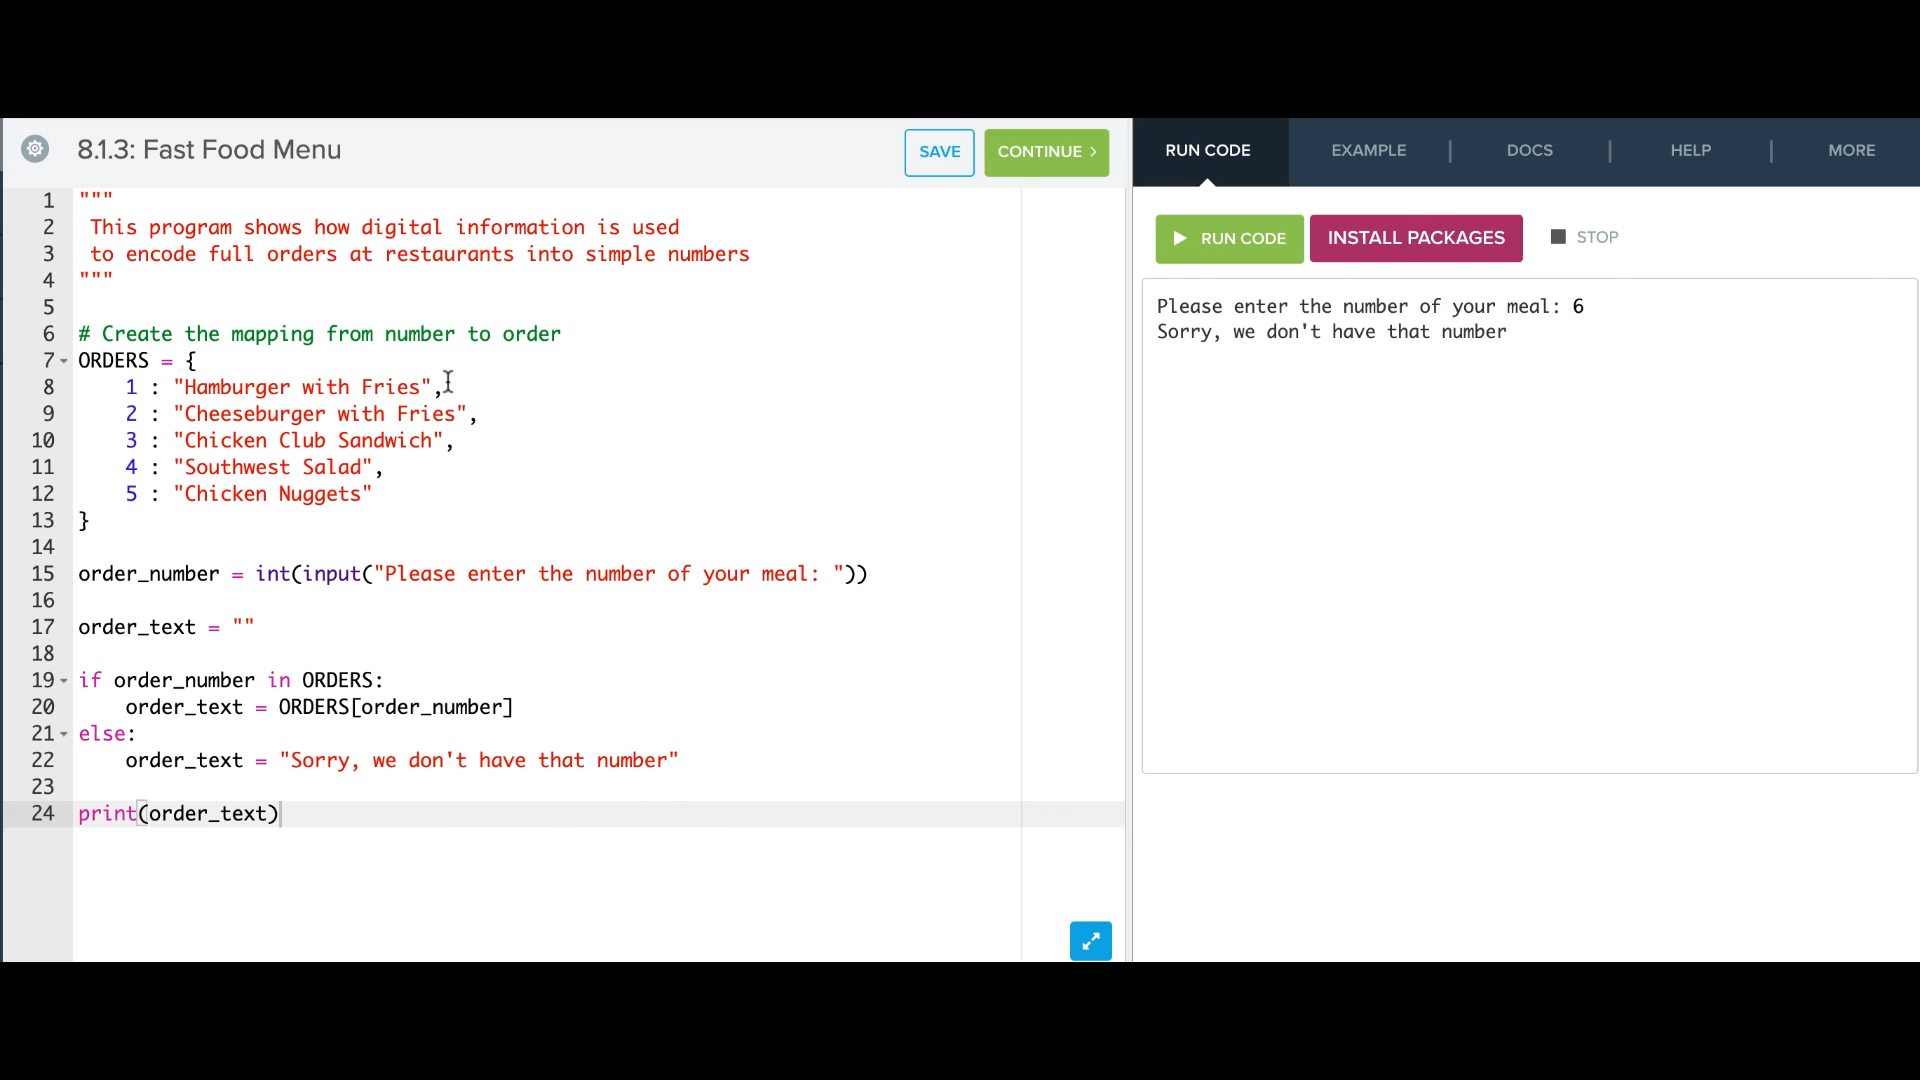 8.1.3: Fast Food Menu
SAVE
CONTINUE >
RUN CODE
EXAMPLE
DOCS
HELP
MORE
1 """
2  This program shows how digital information is used
3  to encode full orders at restaurants into simple numbers
4 """
5
6 # Create the mapping from number to order
7 ORDERS = {
8     1 : "Hamburger with Fries",
9     2 : "Cheeseburger with Fries",
10     3 : "Chicken Club Sandwich",
11     4 : "Southwest Salad",
12     5 : "Chicken Nuggets"
13 }
14
15 order_number = int(input("Please enter the number of your meal: "))
16
17 order_text = ""
18
19 if order_number in ORDERS:
20     order_text = ORDERS[order_number]
21 else:
22     order_text = "Sorry, we don't have that number"
23
24 print(order_text)
RUN CODE
INSTALL PACKAGES
STOP
Please enter the number of your meal: 6
Sorry, we don't have that number